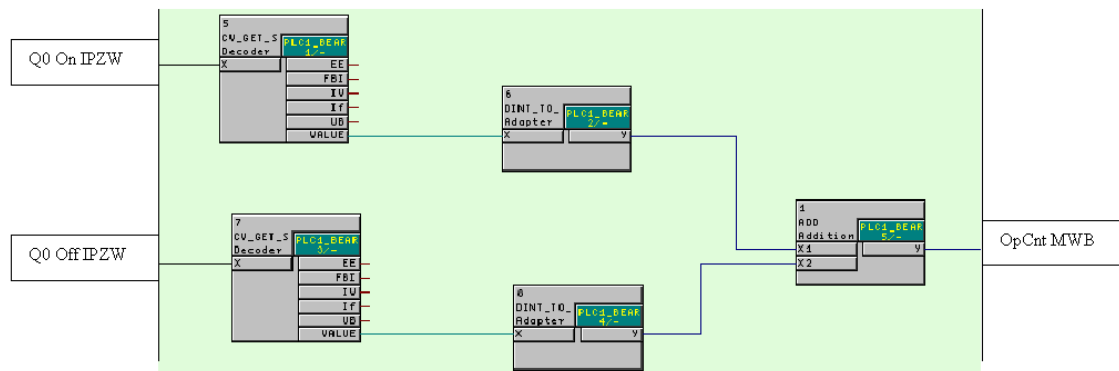 Q0 On IPZW
5
CW_GET_S
Decoder
PLC1_BEAR
1/-
X
EE
FBI
IV
If
UB
VALUE
6
DINT_TO_
Adapter
PLC1_BEAR
2/-
X
Y
Q0 Off IPZW
7
CW_GET_S
Decoder
PLC1_BEAR
3/-
X
EE
FBI
IV
If
UB
VALUE
8
DINT_TO_
Adapter
PLC1_BEAR
4/-
X
Y
1
ADD
Addition
PLC1_BEAR
5/-
X1
X2
Y
OpCnt MWB